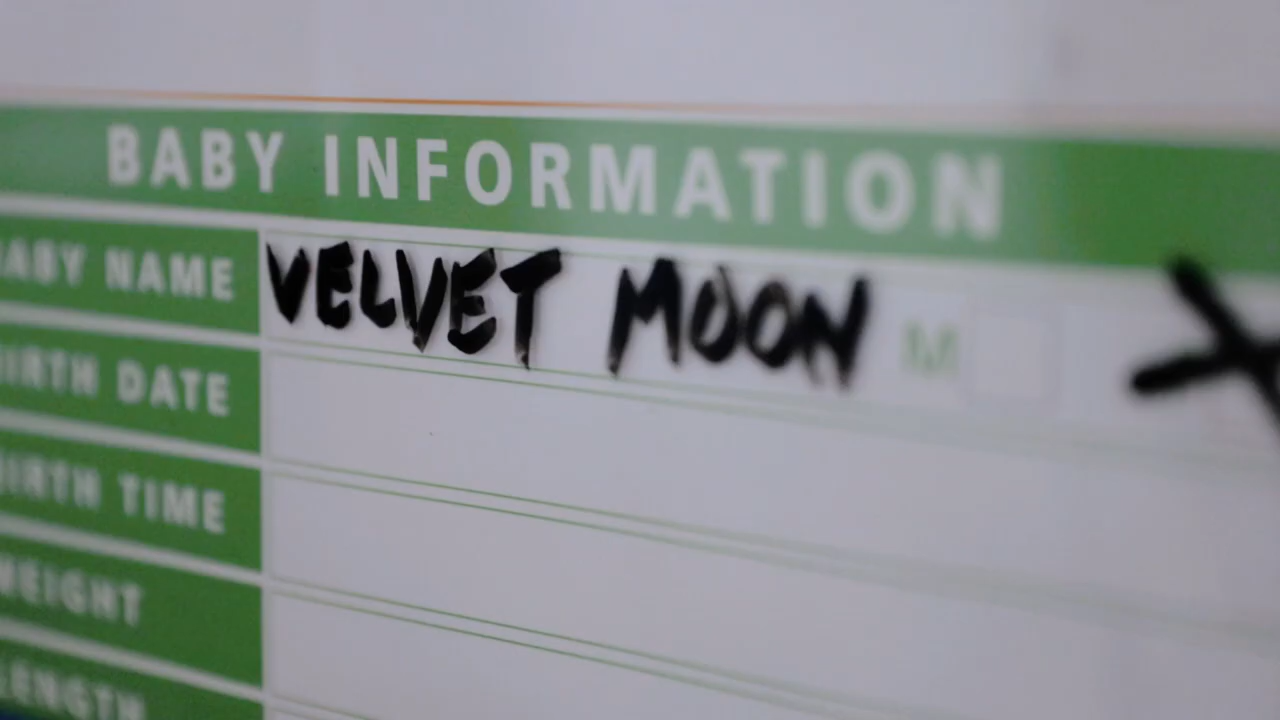 BABY INFORMATION
BABY NAME VELVET MOON M X
BIRTH DATE
BIRTH TIME
WEIGHT
LENGTH